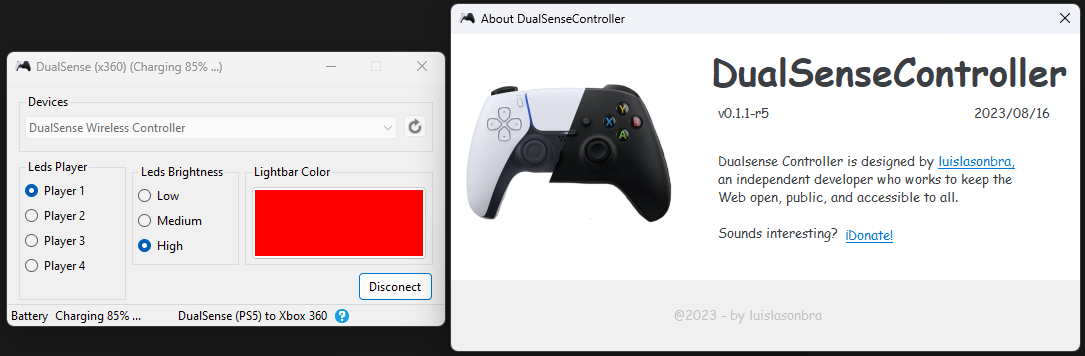 DualSense (x360) (Charging 85% ...)
Devices
DualSense Wireless Controller
Leds Player
Player 1
Player 2
Player 3
Player 4
Leds Brightness
Low
Medium
High
Lightbar Color
Disconect
Battery Charging 85% ... DualSense (PS5) to Xbox 360 ?
About DualSenseController
DualSenseController
v0.1.1-r5 2023/08/16
Y
X B
A
Dualsense Controller is designed by luislasonbra,
an independent developer who works to keep the
Web open, public, and accessible to all.
Sounds interesting? ¡Donate!
@2023 - by luislasonbra